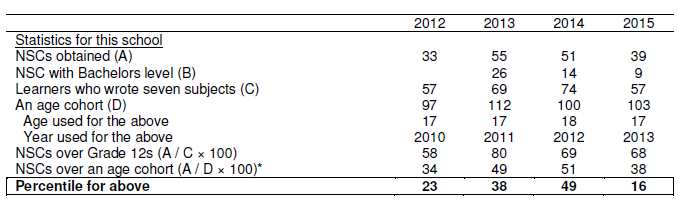 2012 2013 2014 2015
Statistics for this school
NSCs obtained (A) 33 55 51 39
NSC with Bachelors level (B) 26 14 9
Learners who wrote seven subjects (C) 57 69 74 57
An age cohort (D) 97 112 100 103
Age used for the above 17 17 18 17
Year used for the above 2010 2011 2012 2013
NSCs over Grade 12s (A / C × 100) 58 80 69 68
NSCs over an age cohort (A / D × 100)* 34 49 51 38
Percentile for above 23 38 49 16